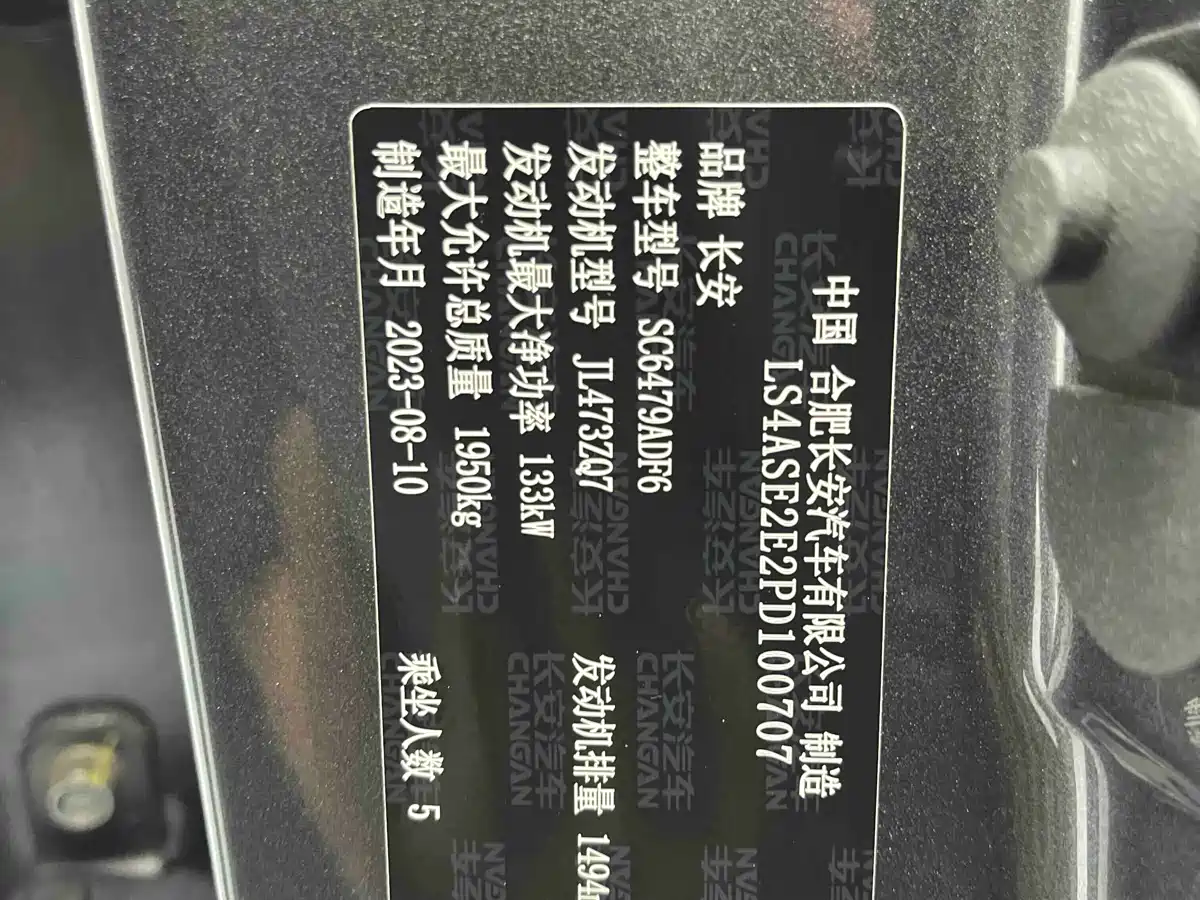 中国 合肥长安汽车有限公司 制造
LS4ASE2E2PD100707
品牌 长安
整车型号 SC6479ADF6
发动机型号 JL473ZQ7 发动机排量 1494
发动机最大净功率 133kW
最大允许总质量 1950kg
制造年月 2023-08-10 乘坐人数 5